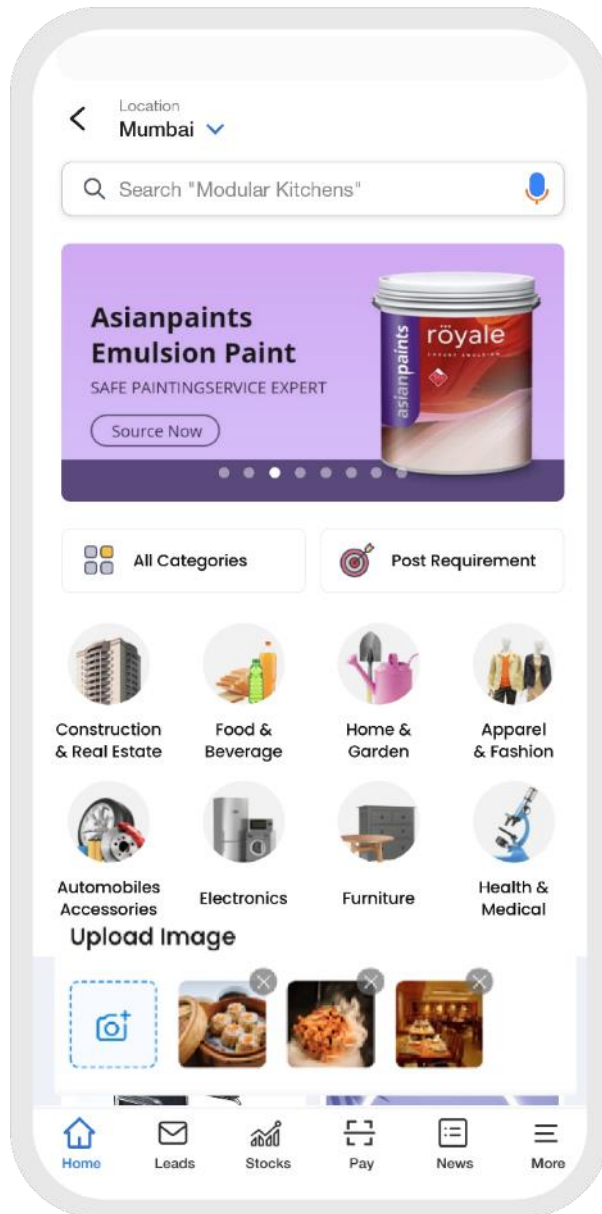 Location
Mumbai
Search "Modular Kitchens"
Asianpaints
Emulsion Paint
SAFE PAINTINGSERVICE EXPERT
Source Now
asianpaints
röyale
LUXURY EMULSION
All Categories
Post Requirement
Construction
& Real Estate
Food &
Beverage
Home &
Garden
Apparel
& Fashion
Automobiles
Accessories
Electronics
Furniture
Health &
Medical
Upload Image
Home
Leads
Stocks
Pay
News
More